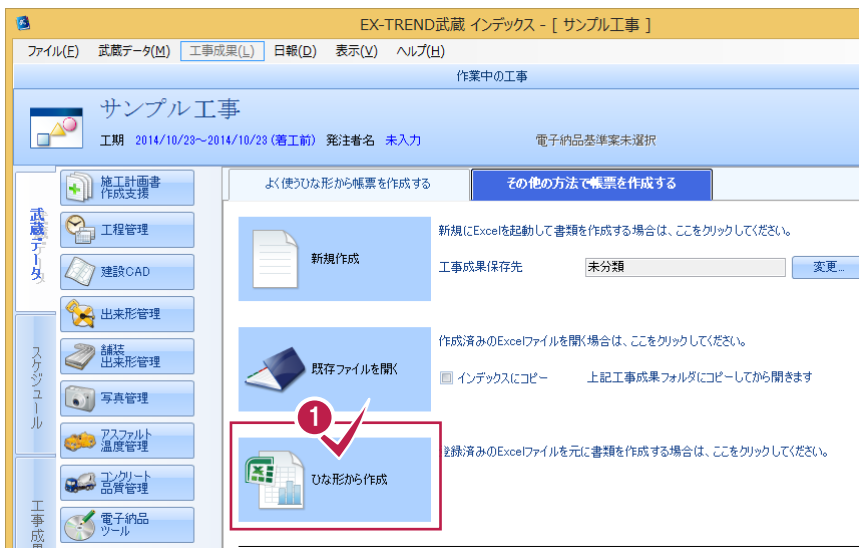 EX-TREND武蔵 インデックス - [ サンプル工事 ]
ファイル(F) 武蔵データ(M) 工事成果(L) 日報(D) 表示(V) ヘルプ(H)
作業中の工事
サンプル工事
工期 2014/10/23～2014/10/23(着工前) 発注者名 未入力 電子納品基準案未選択
武蔵データ
スケジュール
工事成果
施工計画書
作成支援
工程管理
建設CAD
出来形管理
舗装
出来形管理
写真管理
アスファルト
温度管理
コンクリート
品質管理
電子納品
ツール
よく使うひな形から帳票を作成する
その他の方法で帳票を作成する
新規作成
新規にExcelを起動して書類を作成する場合は、ここをクリックしてください。
工事成果保存先 未分類 変更...
既存ファイルを開く
作成済みのExcelファイルを開く場合は、ここをクリックしてください。
インデックスにコピー 上記工事成果フォルダにコピーしてから開きます
1
ひな形から作成
登録済みのExcelファイルを元に書類を作成する場合は、ここをクリックしてください。